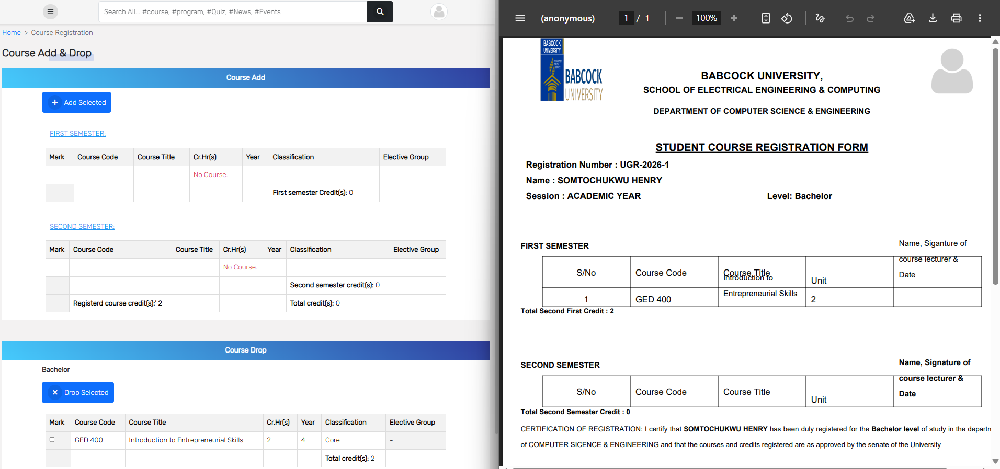 Search All... #course, #program, #Quiz, #News, #Events
Home > Course Registration
Course Add & Drop
Course Add
+ Add Selected
FIRST SEMESTER:
Mark Course Code Course Title Cr.Hr(s) Year Classification Elective Group
No Course.
First semester Credit(s): 0
SECOND SEMESTER:
Mark Course Code Course Title Cr.Hr(s) Year Classification Elective Group
No Course.
Second semester credit(s): 0
Registerd course credit(s):' 2 Total credit(s): 0
Course Drop
Bachelor
× Drop Selected
Mark Course Code Course Title Cr.Hr(s) Year Classification Elective Group
GED 400 Introduction to Entrepreneurial Skills 2 4 Core -
Total credit(s): 2
(anonymous) 1 / 1 — 100% +
BABCOCK
UNIVERSITY
BABCOCK
UNIVERSITY
BABCOCK UNIVERSITY,
SCHOOL OF ELECTRICAL ENGINEERING & COMPUTING
DEPARTMENT OF COMPUTER SCIENCE & ENGINEERING
STUDENT COURSE REGISTRATION FORM
Registration Number : UGR-2026-1
Name : SOMTOCHUKWU HENRY
Session : ACADEMIC YEAR Level: Bachelor
FIRST SEMESTER
Name, Siganture of
course lecturer &
Date
S/No Course Code Course Title Unit
1 GED 400 Introduction to
Entrepreneurial Skills 2
Total Second First Credit : 2
SECOND SEMESTER
Name, Signature of
course lecturer &
Date
S/No Course Code Course Title Unit
Total Second Semester Credit : 0
CERTIFICATION OF REGISTRATION: I certify that SOMTOCHUKWU HENRY has been duly registered for the Bachelor level of study in the departm
of COMPUTER SICENCE & ENGINEERING and that the courses and credits registered are as approved by the senate of the University